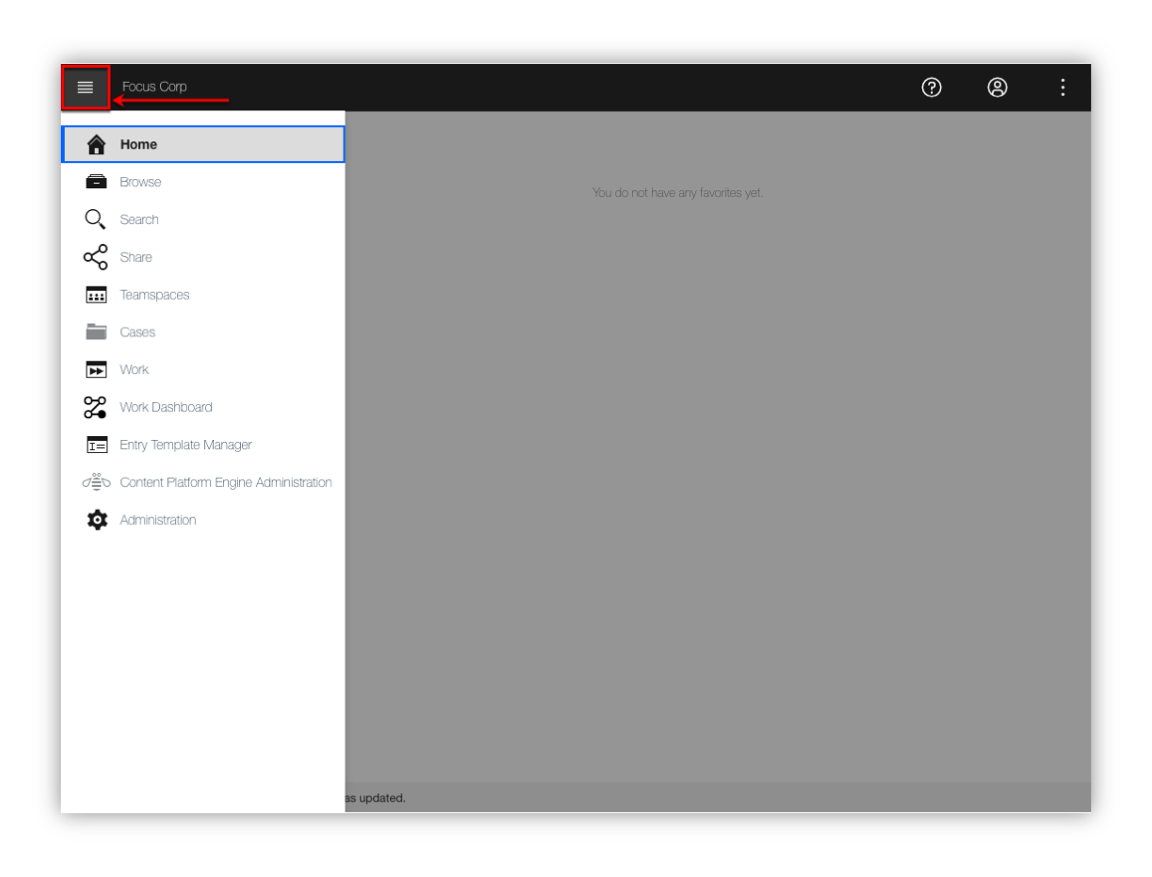 Focus Corp
Home
Browse
You do not have any favorites yet.
Search
Share
Teamspaces
Cases
Work
Work Dashboard
Entry Template Manager
Content Platform Engine Administration
Administration
as updated.